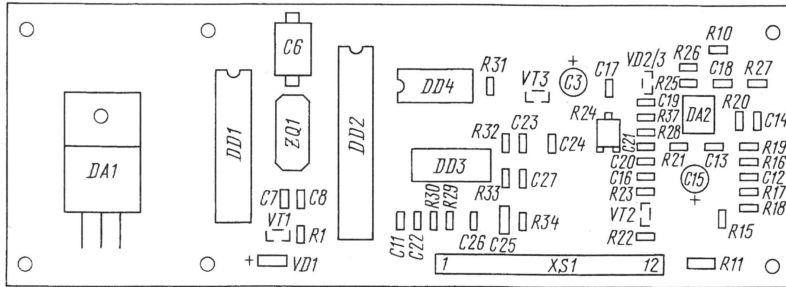 R10
C6
R26
VD2/3
R31
VT3
C3
C17
R25
C18
R27
DD4
C19
R24
R37
DA2
R20
C14
DD1
ZQ1
DD2
R32
C23
R28
C21
C24
R19
DA1
DD3
C20
R21
C13
R16
C16
C15
C12
R33
C27
R23
R17
C7
C8
R30
R29
R18
VT1
VT2
R15
R1
C11
C22
C26
C25
R34
R22
+
VD1
1
XS1
12
R11
+
+